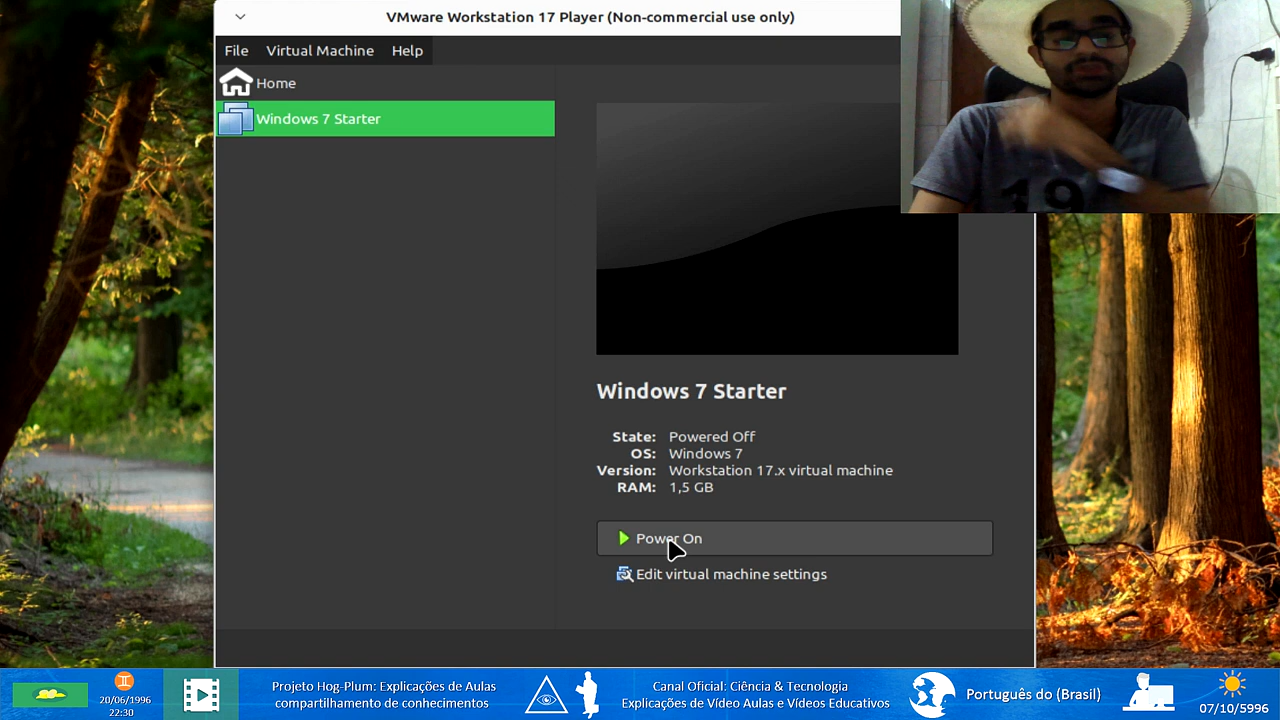 VMware Workstation 17 Player (Non-commercial use only)
File Virtual Machine Help
Home
Windows 7 Starter
19
Windows 7 Starter
State: Powered Off
OS: Windows 7
Version: Workstation 17.x virtual machine
RAM: 1,5 GB
Power On
Edit virtual machine settings
20/06/1996
22:30
Projeto Hog-Plum: Explicações de Aulas
compartilhamento de conhecimentos
Canal Oficial: Ciência & Tecnologia
Explicações de Vídeo Aulas e Vídeos Educativos
Português do (Brasil)
07/10/5996